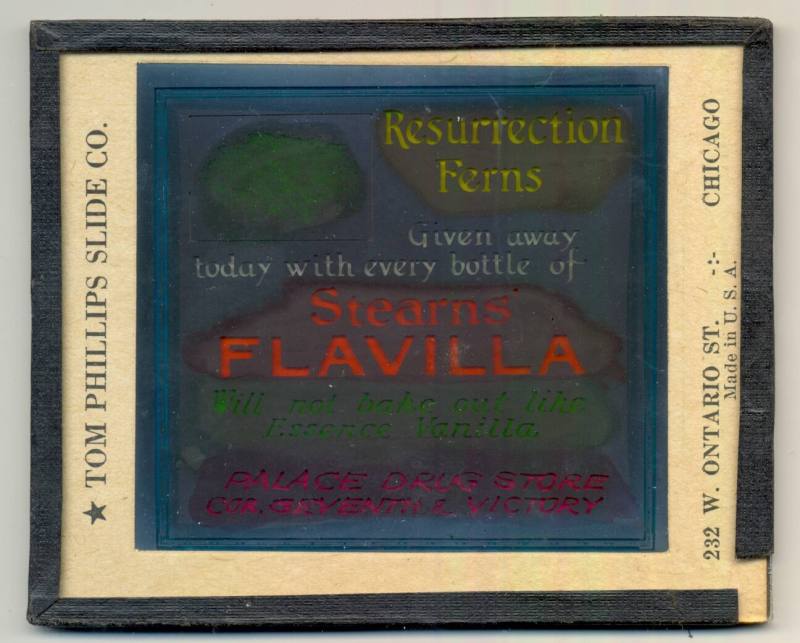 ★ TOM PHILLIPS SLIDE CO.
Resurrection
Ferns
Given away
today with every bottle of
Stearns'
FLAVILLA
Will not bake out like
Essence Vanilla.
PALACE DRUG STORE
COR. SEVENTH & VICTORY
232 W. ONTARIO ST. -:- CHICAGO
Made in U. S. A.